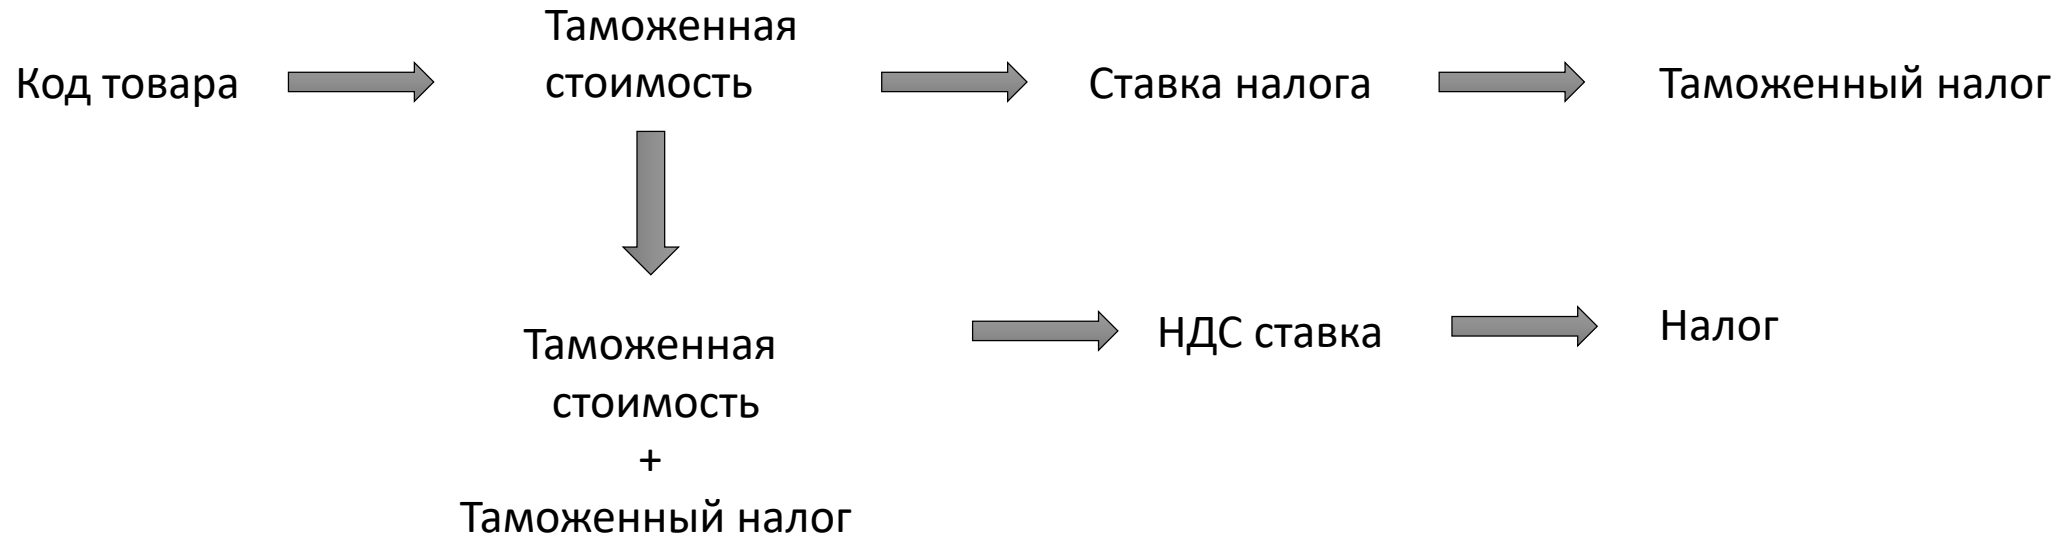 Код товара
Таможенная
стоимость
Ставка налога
Таможенный налог
Таможенная
стоимость
+
Таможенный налог
НДС ставка
Налог